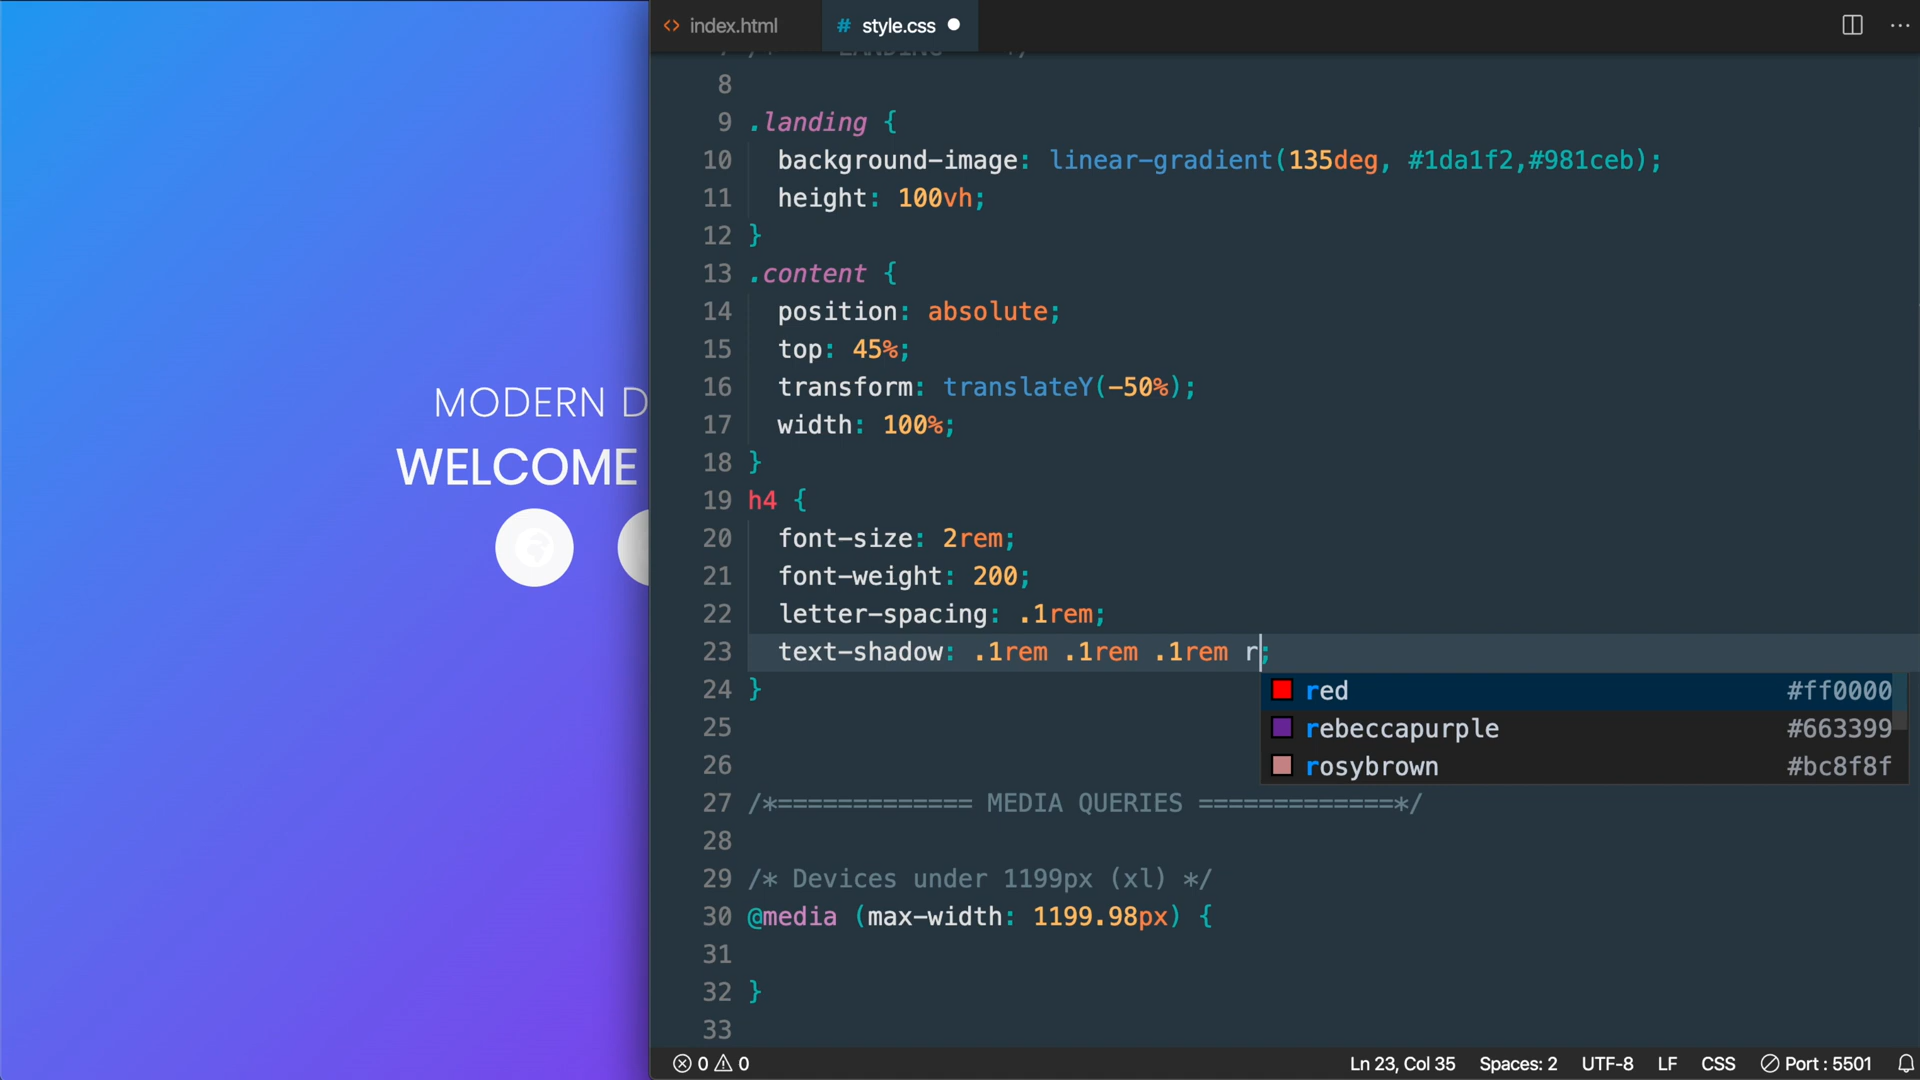 MODERN D
WELCOME
index.html
style.css
LANDING */
8
9 .landing {
10 background-image: linear-gradient(135deg, #1da1f2,#981ceb);
11 height: 100vh;
12 }
13 .content {
14 position: absolute;
15 top: 45%;
16 transform: translateY(-50%);
17 width: 100%;
18 }
19 h4 {
20 font-size: 2rem;
21 font-weight: 200;
22 letter-spacing: .1rem;
23 text-shadow: .1rem .1rem .1rem r;
red #ff0000
24 }
rebeccapurple #663399
25
rosybrown #bc8f8f
26
27 /*============= MEDIA QUERIES =============*/
28
29 /* Devices under 1199px (xl) */
30 @media (max-width: 1199.98px) {
31
32 }
33
0 0 Ln 23, Col 35 Spaces: 2 UTF-8 LF CSS Port : 5501